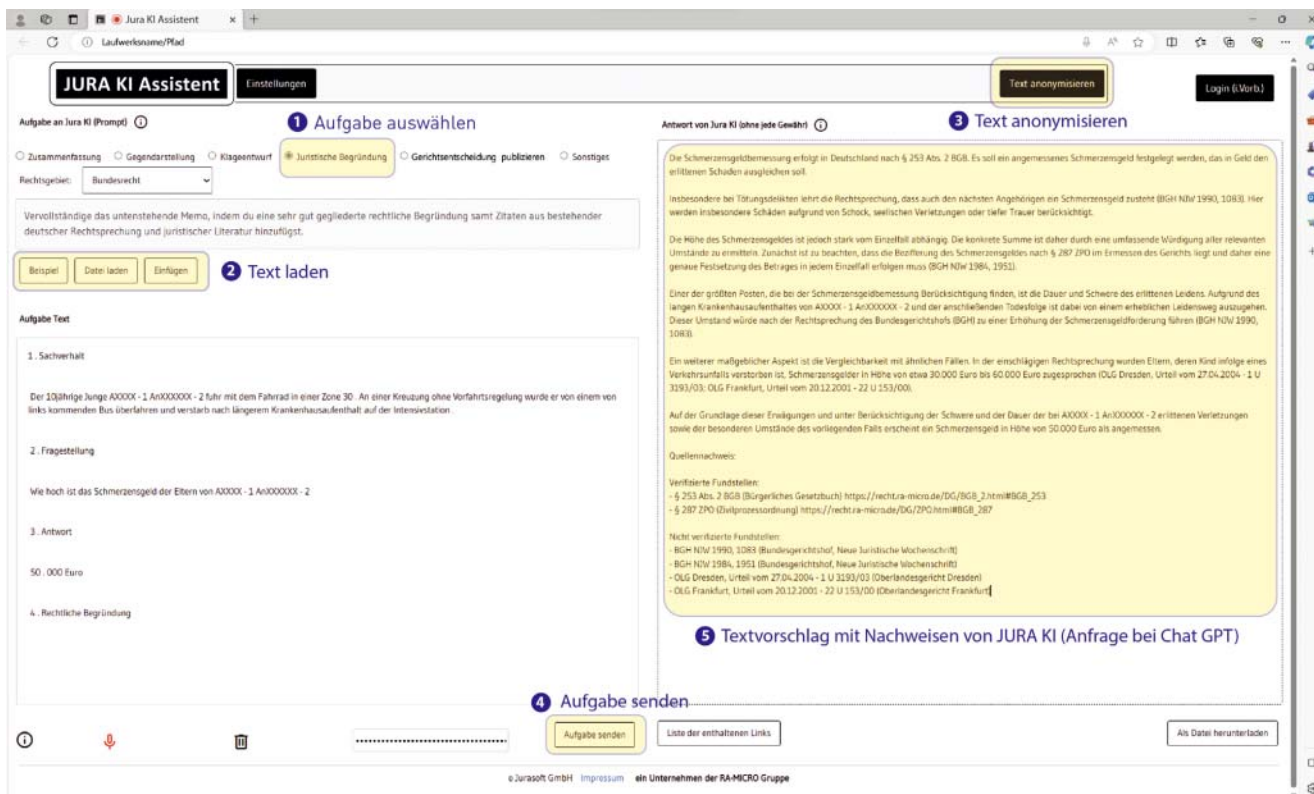 Jura KI Assistent
Laufwerksname/Pfad
JURA KI Assistent
Einstellungen
Text anonymisieren
Login (i.Vorb.)
Aufgabe an Jura KI (Prompt)
1 Aufgabe auswählen
Zusammenfassung
Gegendarstellung
Klageentwurf
Juristische Begründung
Gerichtsentscheidung publizieren
Sonstiges
Rechtsgebiet:
Bundesrecht
Vervollständige das untenstehende Memo, indem du eine sehr gut gegliederte rechtliche Begründung samt Zitaten aus bestehender
deutscher Rechtsprechung und juristischer Literatur hinzufügst.
Beispiel
Datei laden
Einfügen
2 Text laden
Aufgabe Text
1 . Sachverhalt
Der 10jährige Junge AXXXX - 1 AnXXXXXX - 2 fuhr mit dem Fahrrad in einer Zone 30 . An einer Kreuzung ohne Vorfahrtsregelung wurde er von einem von
links kommenden Bus überfahren und verstarb nach längerem Krankenhausaufenthalt auf der Intensivstation .
2 . Fragestellung
Wie hoch ist das Schmerzensgeld der Eltern von AXXXX - 1 AnXXXXXX - 2
3 . Antwort
50 . 000 Euro
4 . Rechtliche Begründung
Antwort von Jura KI (ohne jede Gewähr)
3 Text anonymisieren
Die Schmerzensgeldbemessung erfolgt in Deutschland nach § 253 Abs. 2 BGB. Es soll ein angemessenes Schmerzensgeld festgelegt werden, das in Geld den
erlittenen Schaden ausgleichen soll.
Insbesondere bei Tötungsdelikten lehrt die Rechtsprechung, dass auch den nächsten Angehörigen ein Schmerzensgeld zusteht (BGH NJW 1990, 1083). Hier
werden insbesondere Schäden aufgrund von Schock, seelischen Verletzungen oder tiefer Trauer berücksichtigt.
Die Höhe des Schmerzensgeldes ist jedoch stark vom Einzelfall abhängig. Die konkrete Summe ist daher durch eine umfassende Würdigung aller relevanten
Umstände zu ermitteln. Zunächst ist zu beachten, dass die Bezifferung des Schmerzensgeldes nach § 287 ZPO im Ermessen des Gerichts liegt und daher eine
genaue Festsetzung des Betrages in jedem Einzelfall erfolgen muss (BGH NJW 1984, 1951).
Einer der größten Posten, die bei der Schmerzensgeldbemessung Berücksichtigung finden, ist die Dauer und Schwere des erlittenen Leidens. Aufgrund des
langen Krankenhausaufenthaltes von AXXXX - 1 AnXXXXXX - 2 und der anschließenden Todesfolge ist dabei von einem erheblichen Leidensweg auszugehen.
Dieser Umstand würde nach der Rechtsprechung des Bundesgerichtshofs (BGH) zu einer Erhöhung der Schmerzensgeldforderung führen (BGH NJW 1990,
1083).
Ein weiterer maßgeblicher Aspekt ist die Vergleichbarkeit mit ähnlichen Fällen. In der einschlägigen Rechtsprechung wurden Eltern, deren Kind infolge eines
Verkehrsunfalls verstorben ist, Schmerzensgelder in Höhe von etwa 30.000 Euro bis 60.000 Euro zugesprochen (OLG Dresden, Urteil vom 27.04.2004 - 1 U
3193/03; OLG Frankfurt, Urteil vom 20.12.2001 - 22 U 153/00).
Auf der Grundlage dieser Erwägungen und unter Berücksichtigung der Schwere und der Dauer der bei AXXXX - 1 AnXXXXXX - 2 erlittenen Verletzungen
sowie der besonderen Umstände des vorliegenden Falls erscheint ein Schmerzensgeld in Höhe von 50.000 Euro als angemessen.
Quellennachweis:
Verifizierte Fundstellen:
- § 253 Abs. 2 BGB (Bürgerliches Gesetzbuch) https://recht.ra-micro.de/DG/BGB_2.html#BGB_253
- § 287 ZPO (Zivilprozessordnung) https://recht.ra-micro.de/DG/ZPO.html#BGB_287
Nicht verifizierte Fundstellen:
- BGH NJW 1990, 1083 (Bundesgerichtshof, Neue Juristische Wochenschrift)
- BGH NJW 1984, 1951 (Bundesgerichtshof, Neue Juristische Wochenschrift)
- OLG Dresden, Urteil vom 27.04.2004 - 1 U 3193/03 (Oberlandesgericht Dresden)
- OLG Frankfurt, Urteil vom 20.12.2001 - 22 U 153/00 (Oberlandesgericht Frankfurt)
5 Textvorschlag mit Nachweisen von JURA KI (Anfrage bei Chat GPT)
4 Aufgabe senden
Aufgabe senden
Liste der enthaltenen Links
Als Datei herunterladen
© Jurasoft GmbH Impressum ein Unternehmen der RA-MICRO Gruppe